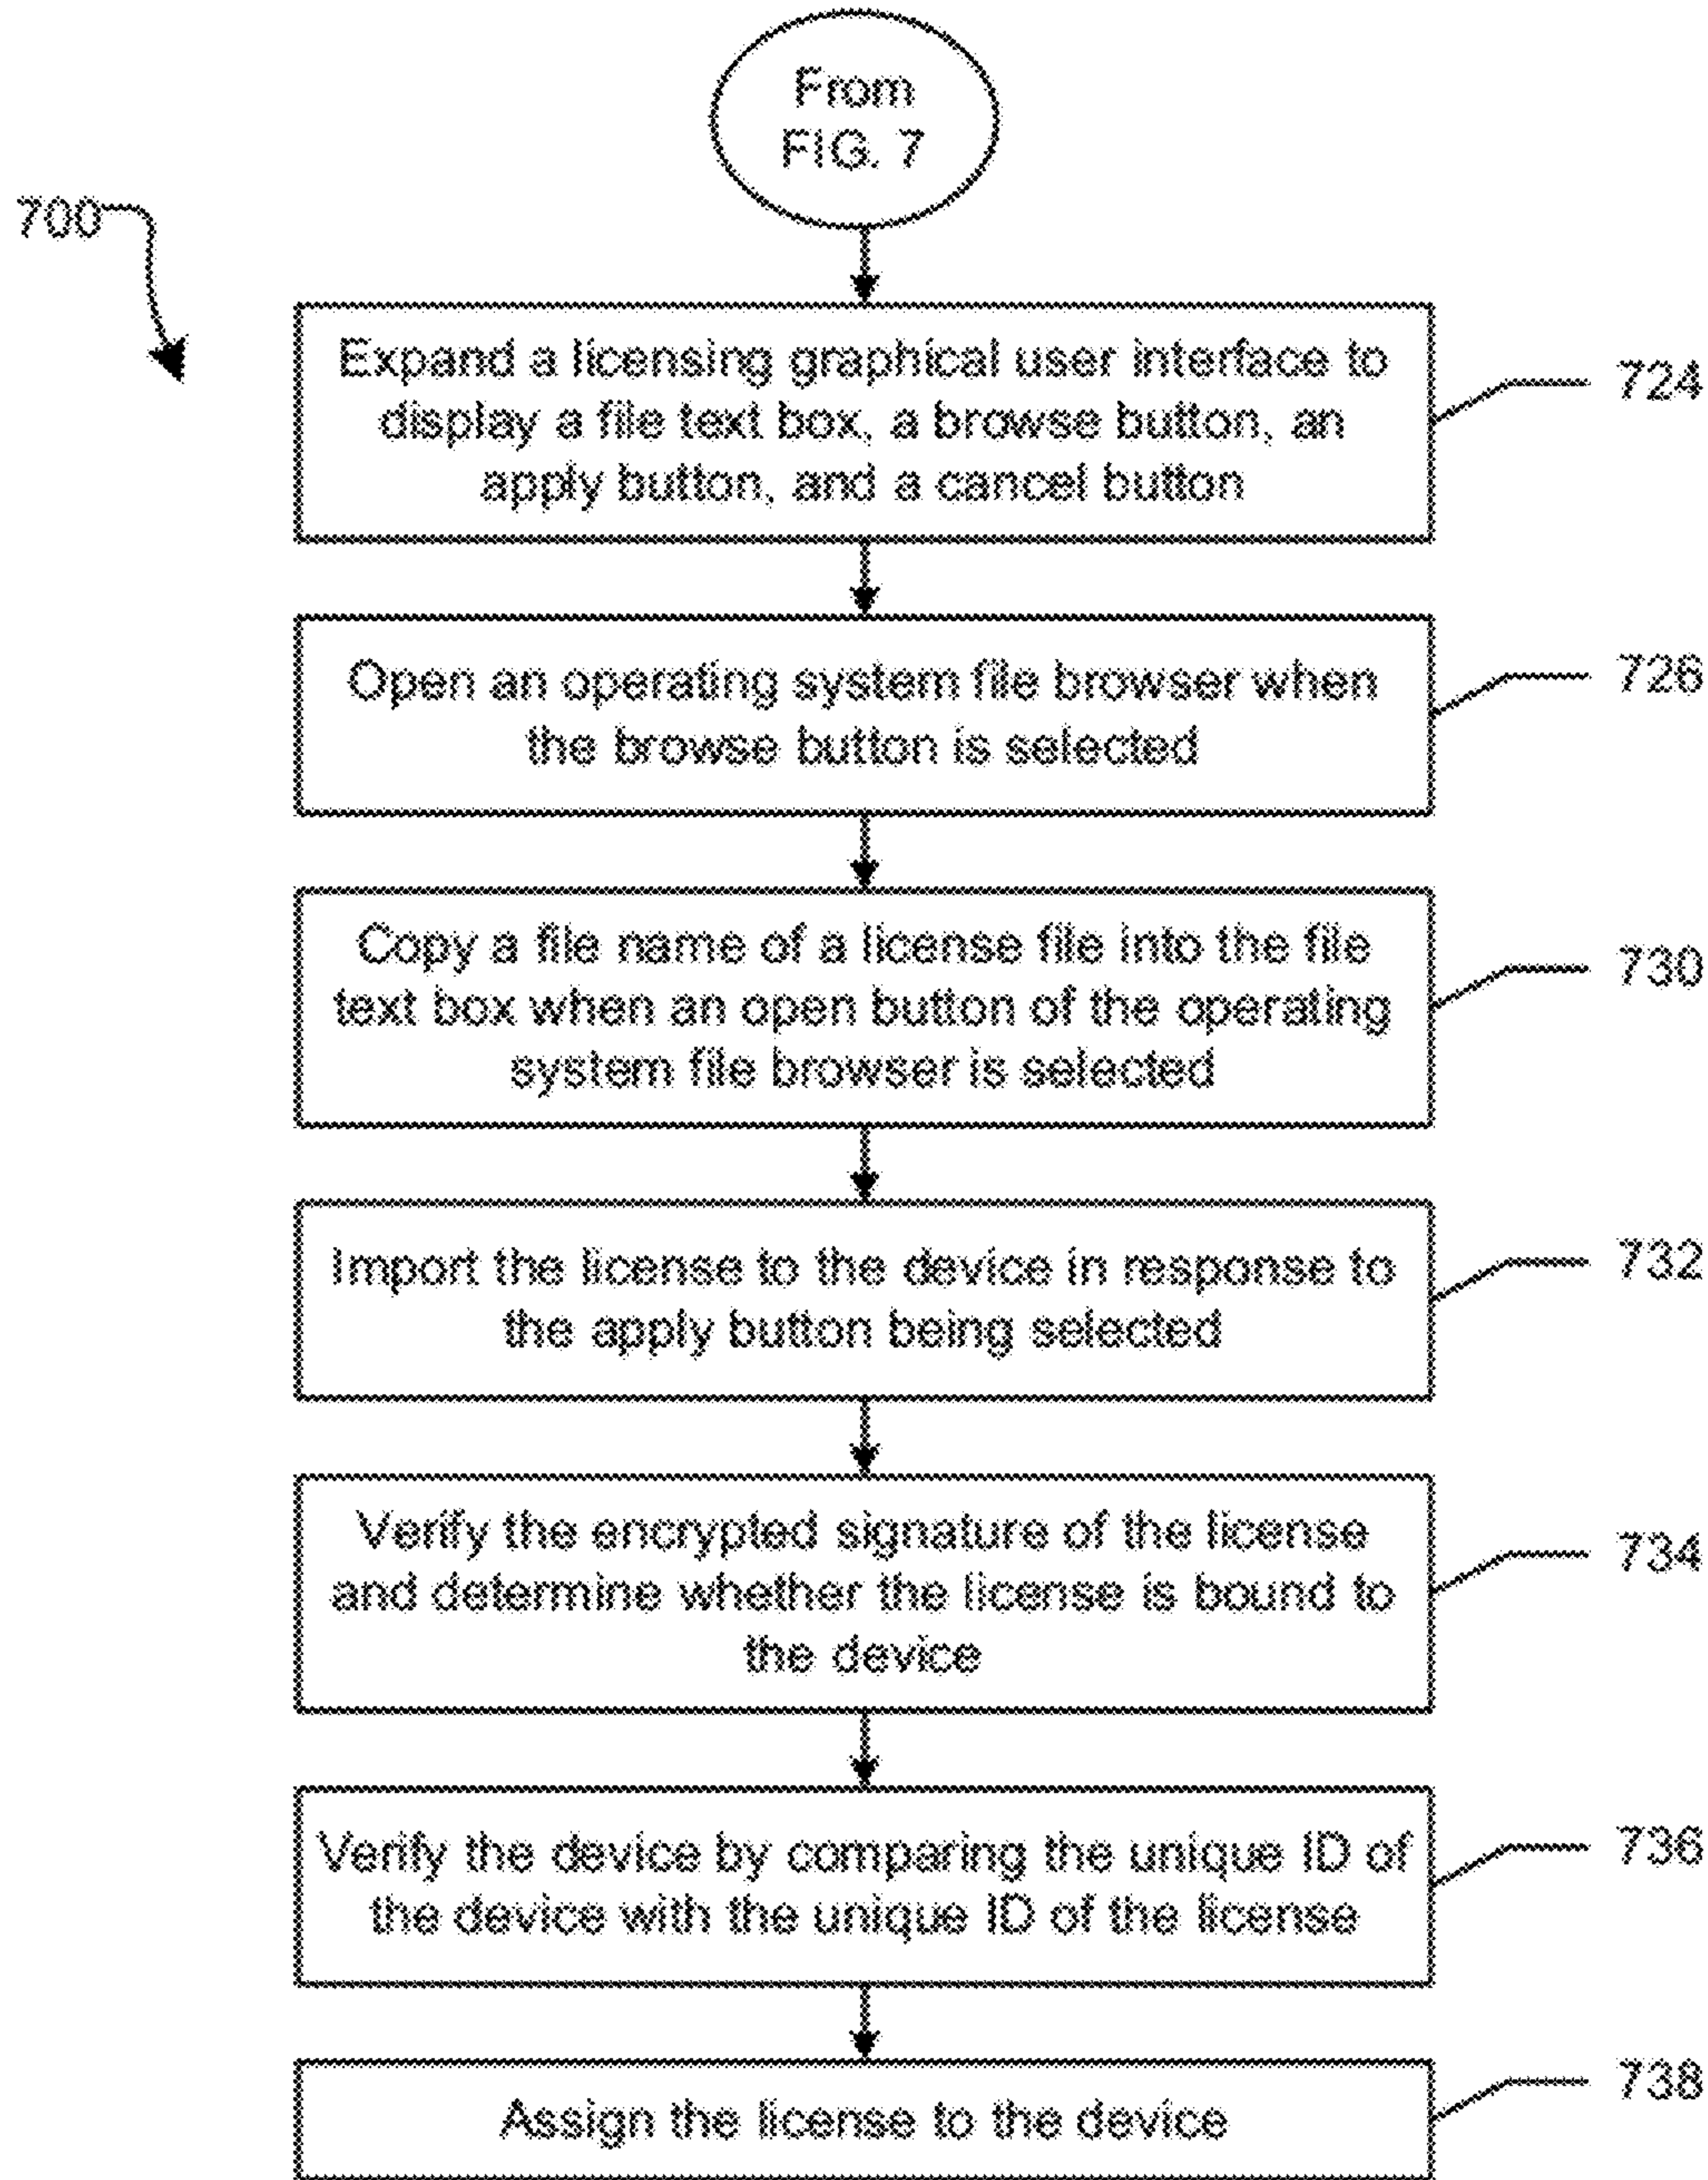 From
FIG. 7
700
Expand a licensing graphical user interface to
display a file text box, a browse button, an
apply button, and a cancel button
724
Open an operating system file browser when
the browse button is selected
726
Copy a file name of a license file into the file
text box when an open button of the operating
system file browser is selected
730
Import the license to the device in response to
the apply button being selected
732
Verify the encrypted signature of the license
and determine whether the license is bound to
the device
734
Verify the device by comparing the unique ID of
the device with the unique ID of the license
736
Assign the license to the device
738